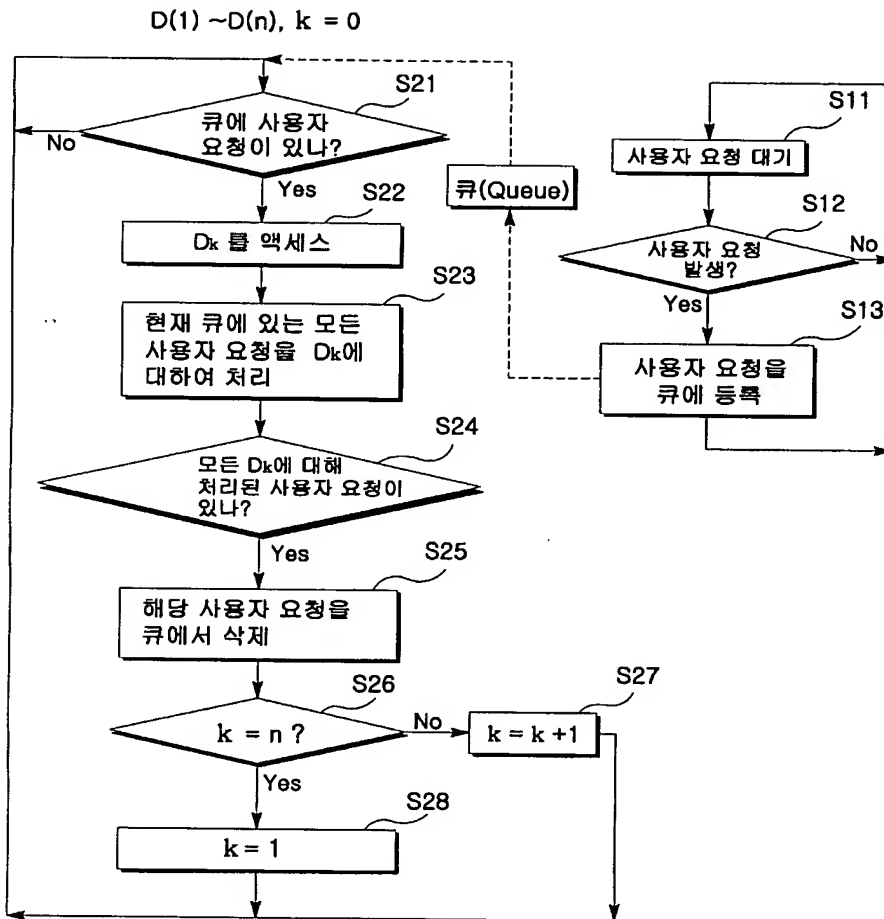 D(1) ~D(n), k = 0
S21
큐에 사용자
요청이 있나?
No
Yes
S22
Dk 를 액세스
S23
현재 큐에 있는 모든
사용자 요청을 Dk에
대하여 처리
S24
모든 Dk에 대해
처리된 사용자 요청이
있나?
Yes
S25
해당 사용자 요청을
큐에서 삭제
S26
k = n ?
No
Yes
S27
k = k +1
S28
k = 1
큐(Queue)
S11
사용자 요청 대기
S12
사용자 요청
발생?
No
Yes
S13
사용자 요청을
큐에 등록